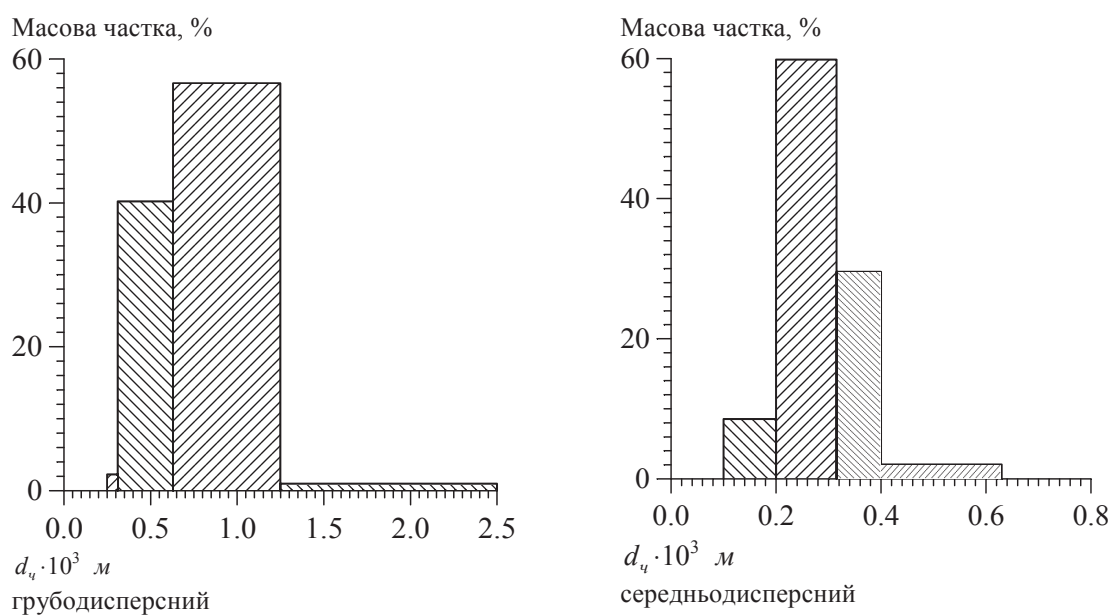 Масова частка, %
60
40
20
0
0.0 0.5 1.0 1.5 2.0 2.5
d_ч·10³ м
грубодисперсний
Масова частка, %
60
40
20
0
0.0 0.2 0.4 0.6 0.8
d_ч·10³ м
середньодисперсний